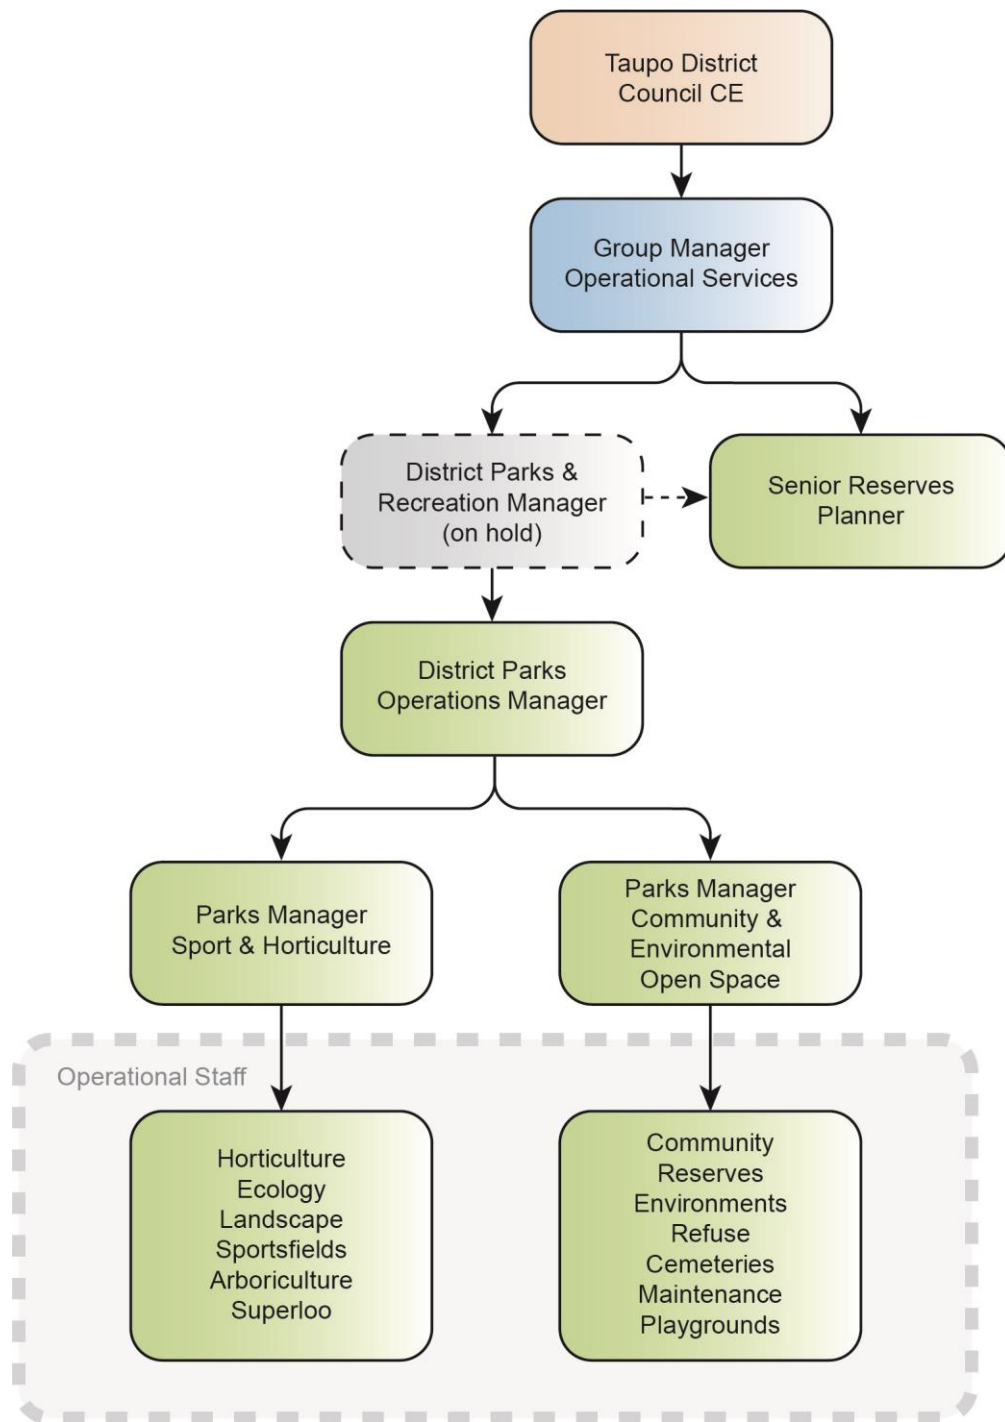 Taupo District
Council CE
Group Manager
Operational Services
District Parks &
Recreation Manager
(on hold)
Senior Reserves
Planner
District Parks
Operations Manager
Parks Manager
Sport & Horticulture
Parks Manager
Community &
Environmental
Open Space
Operational Staff
Horticulture
Ecology
Landscape
Sportsfields
Arboriculture
Superloo
Community
Reserves
Environments
Refuse
Cemeteries
Maintenance
Playgrounds